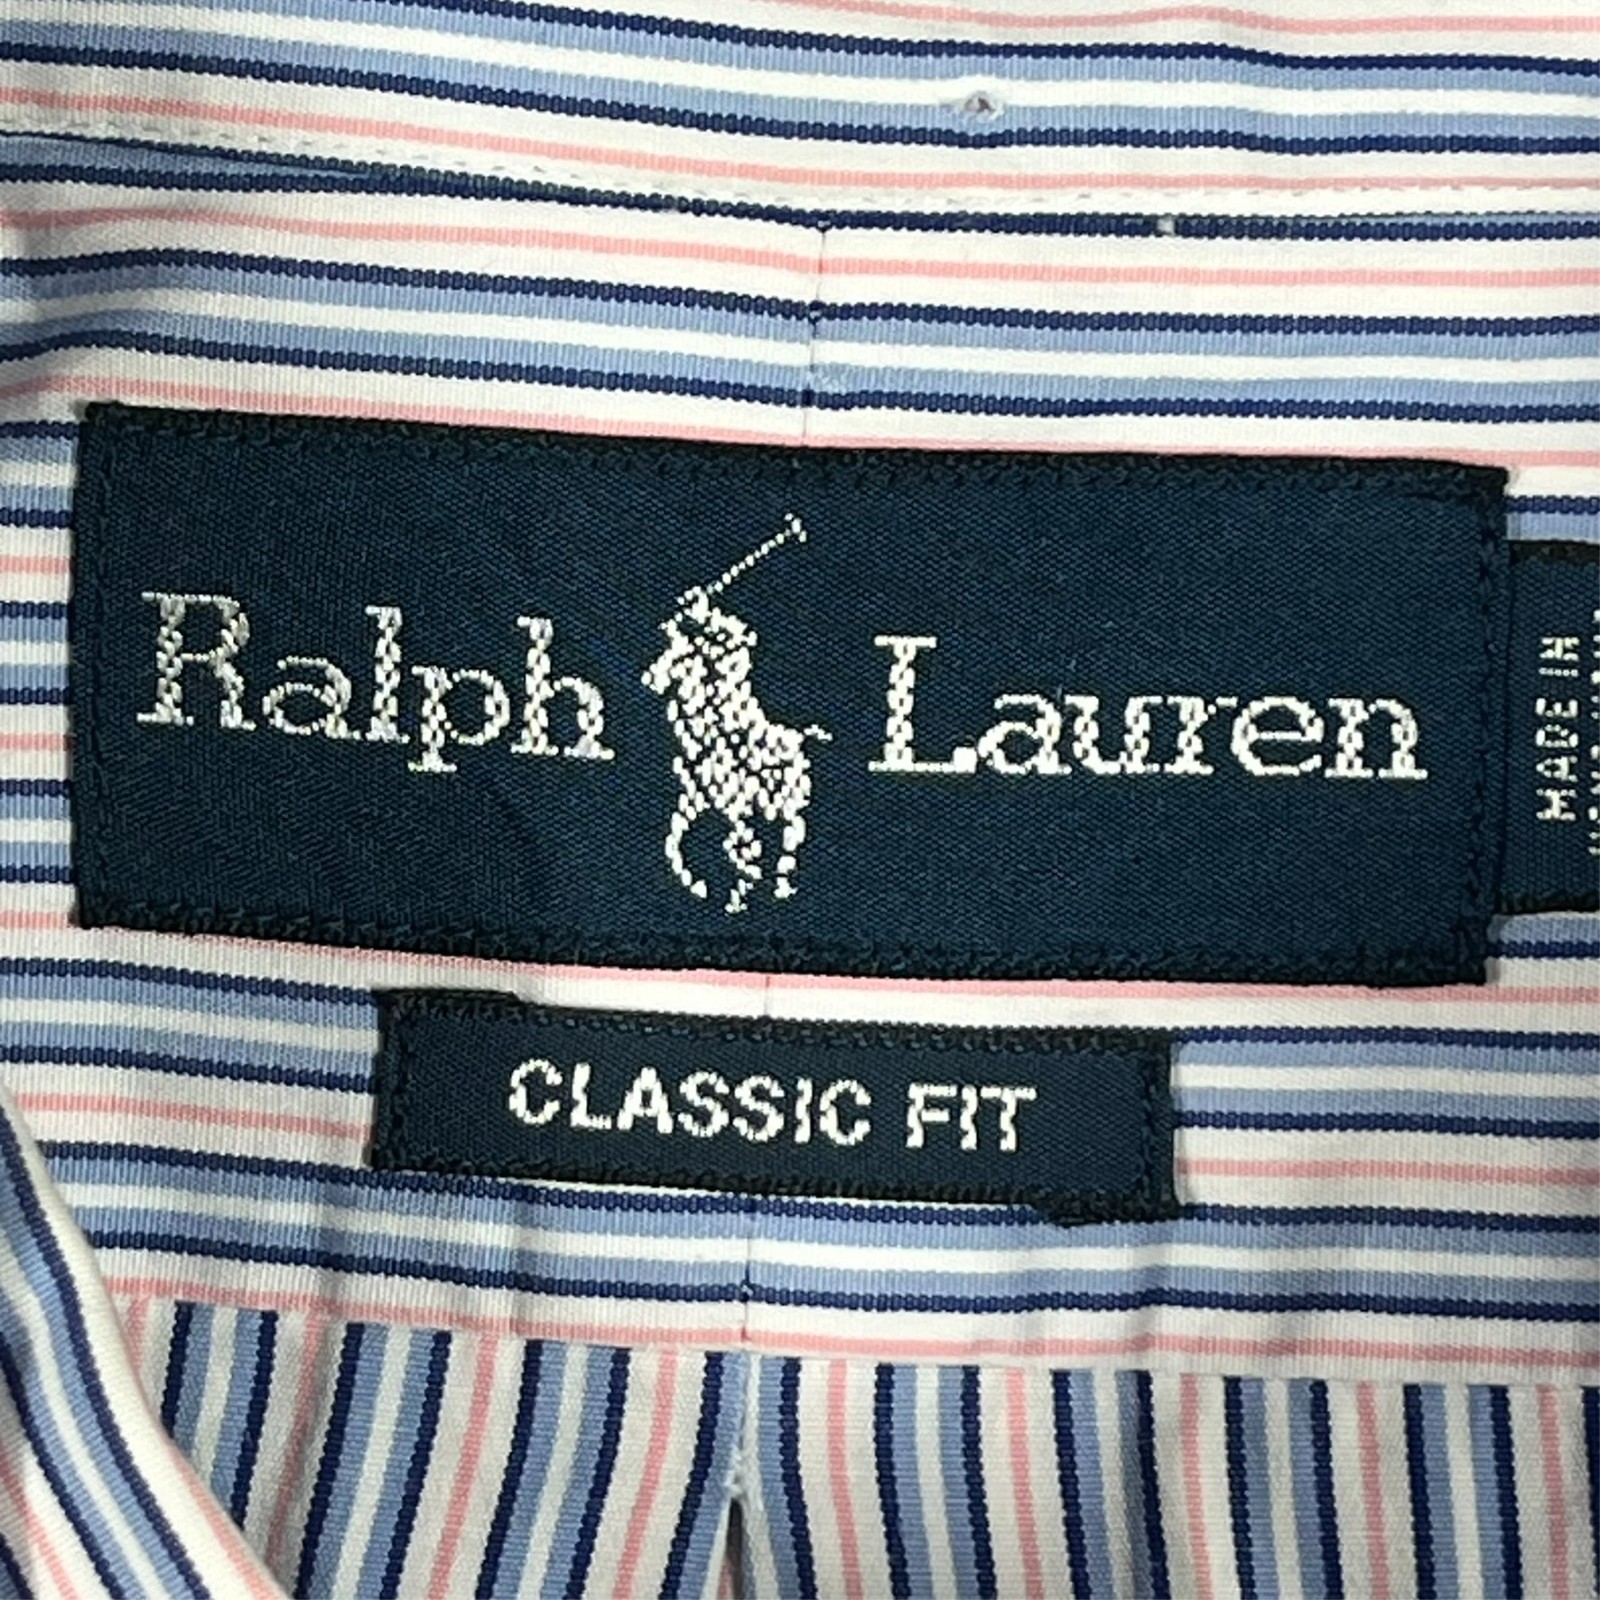 Ralph Lauren
CLASSIC FIT
MADE IN